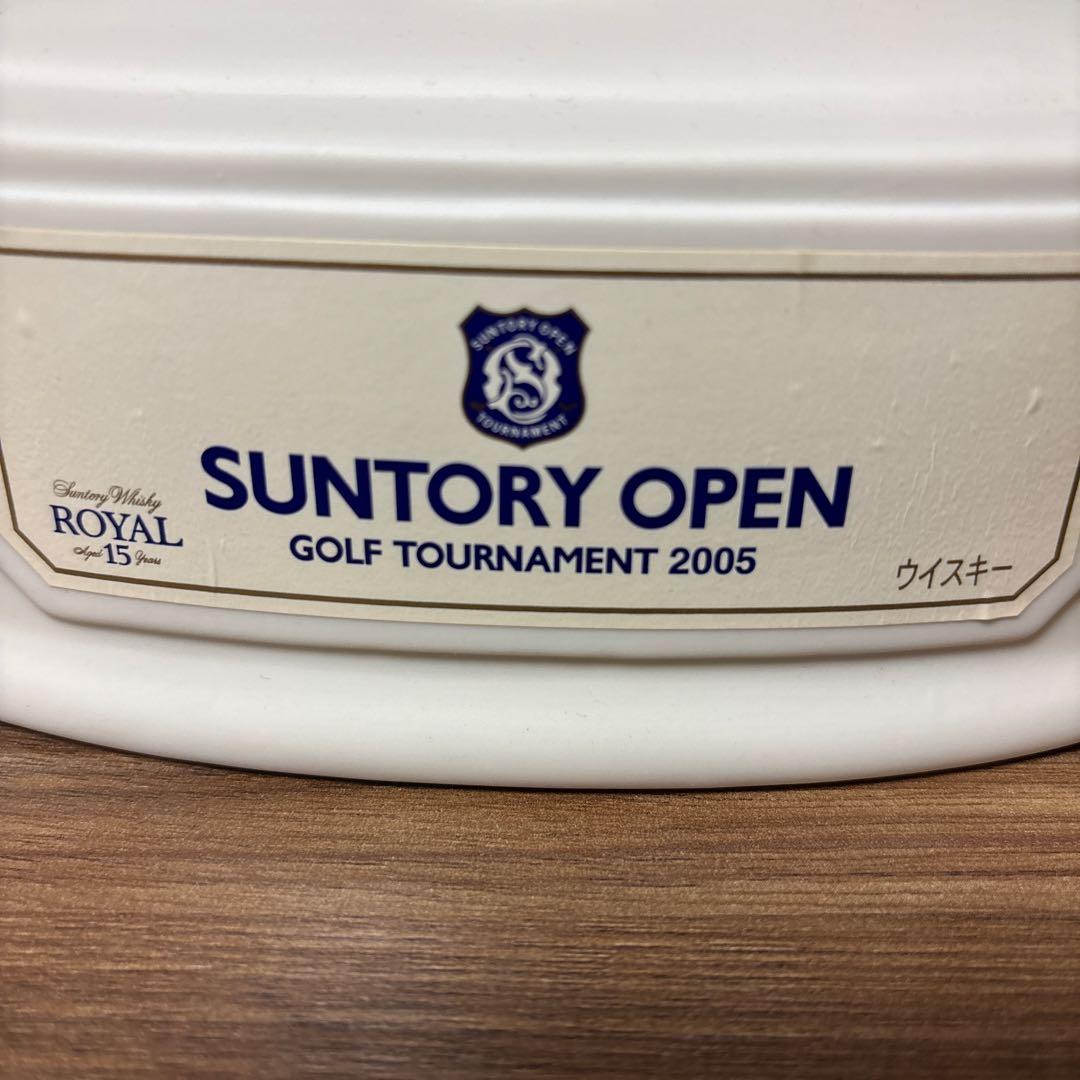 SUNTORY OPEN
TOURNAMENT
SUNTORY OPEN
GOLF TOURNAMENT 2005
Suntory Whisky
ROYAL
Aged 15 Years
ウイスキー